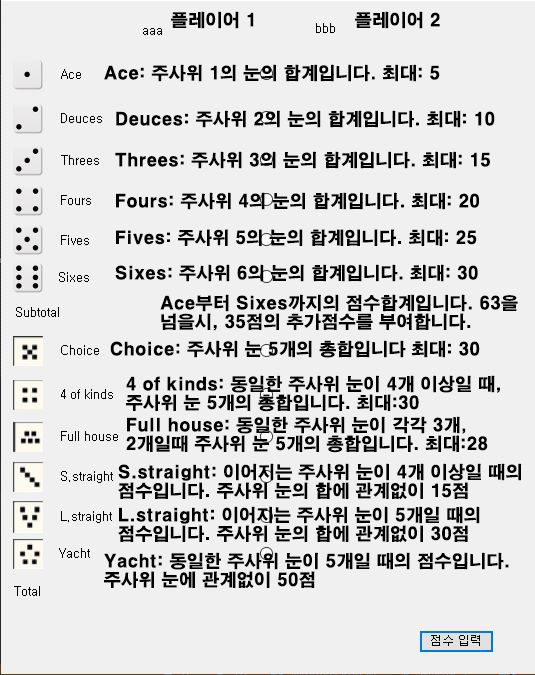 플레이어 1 플레이어 2
aaa bbb
Ace Ace: 주사위 1의 눈의 합계입니다. 최대: 5
Deuces Deuces: 주사위 2의 눈의 합계입니다. 최대: 10
Threes Threes: 주사위 3의 눈의 합계입니다. 최대: 15
Fours Fours: 주사위 4의 눈의 합계입니다. 최대: 20
Fives Fives: 주사위 5의 눈의 합계입니다. 최대: 25
Sixes Sixes: 주사위 6의 눈의 합계입니다. 최대: 30
Subtotal Ace부터 Sixes까지의 점수합계입니다. 63을
넘을시, 35점의 추가점수를 부여합니다.
Choice Choice: 주사위 눈 5개의 총합입니다 최대: 30
4 of kinds 4 of kinds: 동일한 주사위 눈이 4개 이상일 때,
주사위 눈 5개의 총합입니다. 최대:30
Full house Full house: 동일한 주사위 눈이 각각 3개,
2개일때 주사위 눈 5개의 총합입니다. 최대:28
S.straight S.straight: 이어지는 주사위 눈이 4개 이상일 때의
점수입니다. 주사위 눈의 합에 관계없이 15점
L.straight L.straight: 이어지는 주사위 눈이 5개일 때의
점수입니다. 주사위 눈의 합에 관계없이 30점
Yacht Yacht: 동일한 주사위 눈이 5개일 때의 점수입니다.
주사위 눈에 관계없이 50점
Total
점수 입력